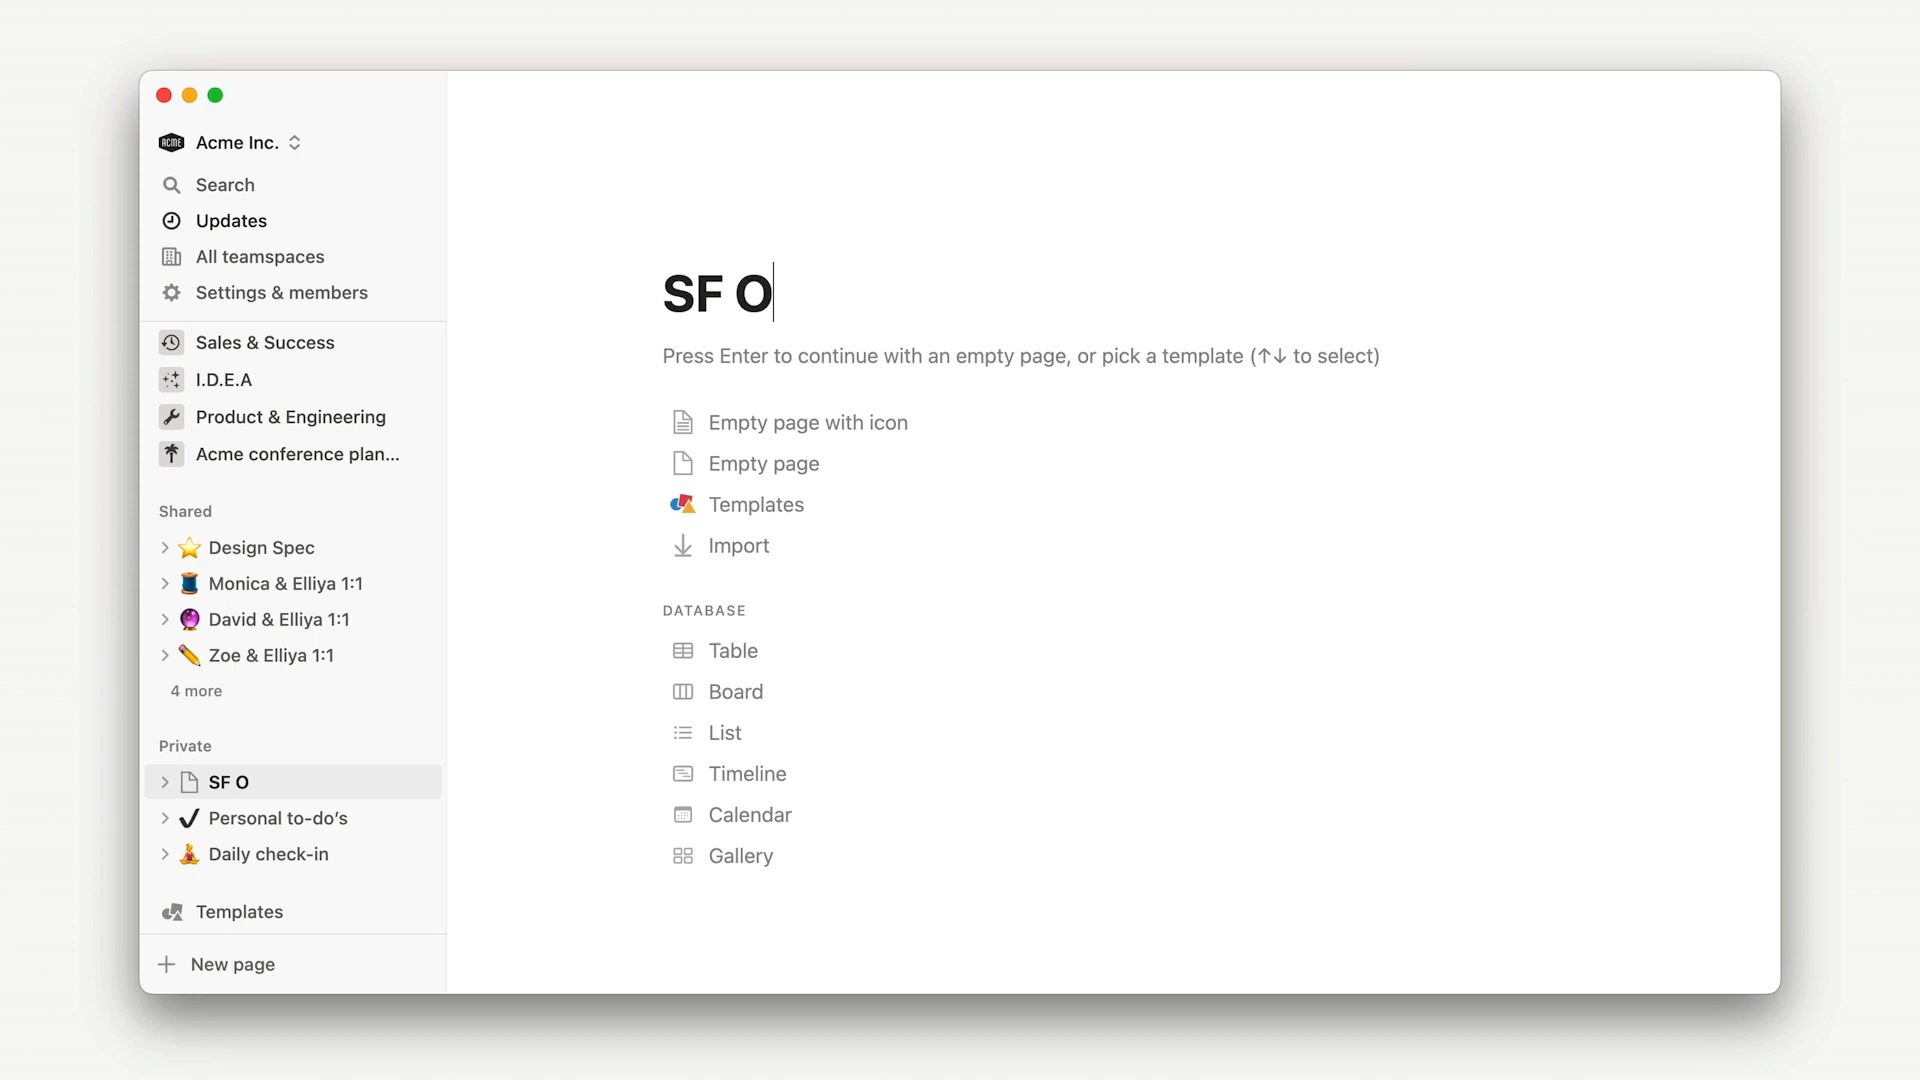 ACME
Acme Inc.
Search
Updates
All teamspaces
Settings & members
Sales & Success
I.D.E.A
Product & Engineering
Acme conference plan...
Shared
Design Spec
Monica & Elliya 1:1
David & Elliya 1:1
Zoe & Elliya 1:1
4 more
Private
SF O
Personal to-do’s
Daily check-in
Templates
New page
SF O
Press Enter to continue with an empty page, or pick a template (↑↓ to select)
Empty page with icon
Empty page
Templates
Import
DATABASE
Table
Board
List
Timeline
Calendar
Gallery